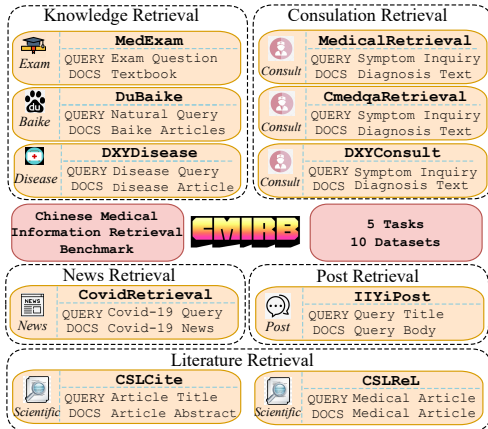 Knowledge Retrieval
MedExam
Exam
QUERY Exam Question
DOCS Textbook
DuBaike
du
Baike
QUERY Natural Query
DOCS Baike Articles
DXYDisease
Disease
QUERY Disease Query
DOCS Disease Article
Consulation Retrieval
MedicalRetrieval
Consult
QUERY Symptom Inquiry
DOCS Diagnosis Text
CmedqaRetrieval
Consult
QUERY Symptom Inquiry
DOCS Diagnosis Text
DXYConsult
Consult
QUERY Symptom Inquiry
DOCS Diagnosis Text
Chinese Medical
Information Retrieval
Benchmark
CMIRB
5 Tasks
10 Datasets
News Retrieval
CovidRetrieval
NEWS
News
QUERY Covid-19 Query
DOCS Covid-19 News
Post Retrieval
IIYiPost
Post
QUERY Query Title
DOCS Query Body
Literature Retrieval
CSLCite
Scientific
QUERY Article Title
DOCS Article Abstract
CSLReL
Scientific
QUERY Medical Article
DOCS Medical Article